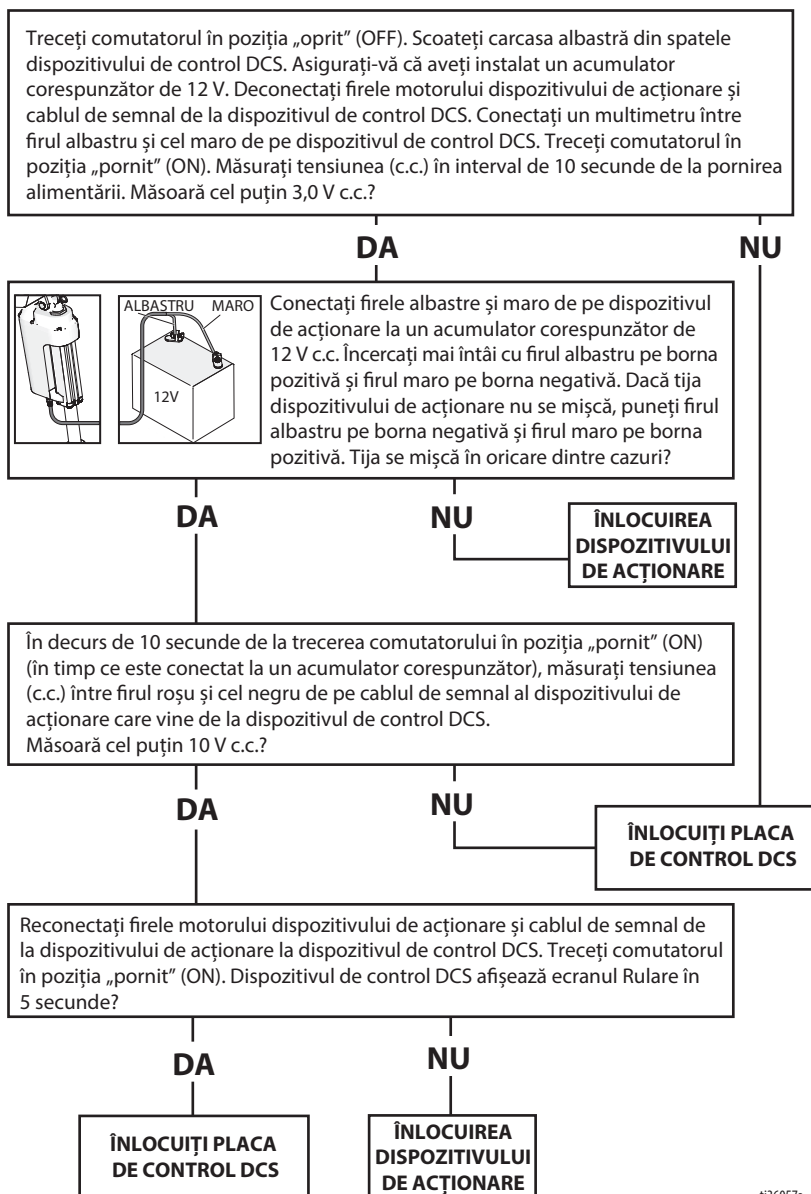 Treceți comutatorul în poziția „oprit” (OFF). Scoateți carcasa albastră din spatele
dispozitivului de control DCS. Asigurați-vă că aveți instalat un acumulator
corespunzător de 12 V. Deconectați firele motorului dispozitivului de acționare și
cablul de semnal de la dispozitivul de control DCS. Conectați un multimetru între
firul albastru și cel maro de pe dispozitivul de control DCS. Treceți comutatorul în
poziția „pornit” (ON). Măsurați tensiunea (c.c.) în interval de 10 secunde de la pornirea
alimentării. Măsoară cel puțin 3,0 V c.c.?
DA
NU
ALBASTRU MARO
12V
Conectați firele albastre și maro de pe dispozitivul
de acționare la un acumulator corespunzător de
12 V c.c. Încercați mai întâi cu firul albastru pe borna
pozitivă și firul maro pe borna negativă. Dacă tija
dispozitivului de acționare nu se mișcă, puneți firul
albastru pe borna negativă și firul maro pe borna
pozitivă. Tija se mișcă în oricare dintre cazuri?
DA
NU
ÎNLOCUIREA
DISPOZITIVULUI
DE ACȚIONARE
În decurs de 10 secunde de la trecerea comutatorului în poziția „pornit” (ON)
(în timp ce este conectat la un acumulator corespunzător), măsurați tensiunea
(c.c.) între firul roșu și cel negru de pe cablul de semnal al dispozitivului de
acționare care vine de la dispozitivul de control DCS.
Măsoară cel puțin 10 V c.c.?
DA
NU
ÎNLOCUIȚI PLACA
DE CONTROL DCS
Reconectați firele motorului dispozitivului de acționare și cablul de semnal de
la dispozitivului de acționare la dispozitivul de control DCS. Treceți comutatorul
în poziția „pornit” (ON). Dispozitivul de control DCS afișează ecranul Rulare în
5 secunde?
DA
NU
ÎNLOCUIȚI PLACA
DE CONTROL DCS
ÎNLOCUIREA
DISPOZITIVULUI
DE ACȚIONARE